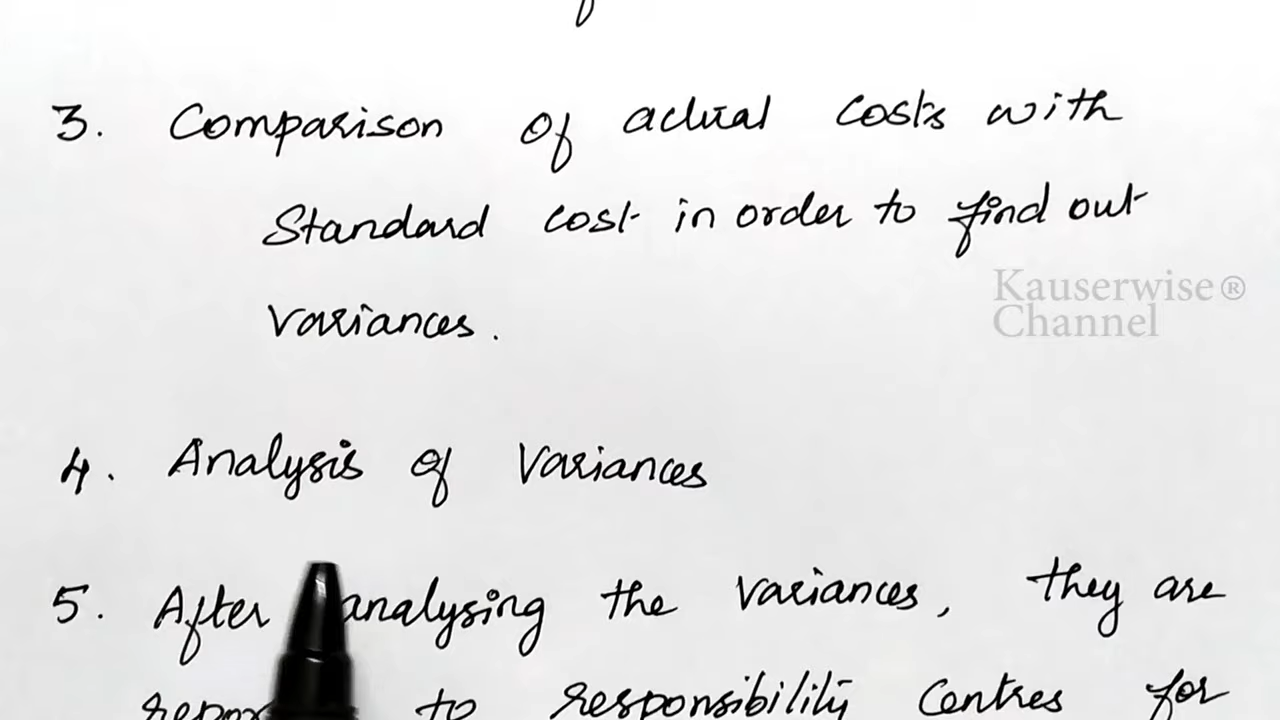 3. Comparison of actual costs with
Standard cost in order to find out
variances.
Kauserwise®
Channel
4. Analysis of Variances
5. After analysing the variances, they are
to responsibility centres for